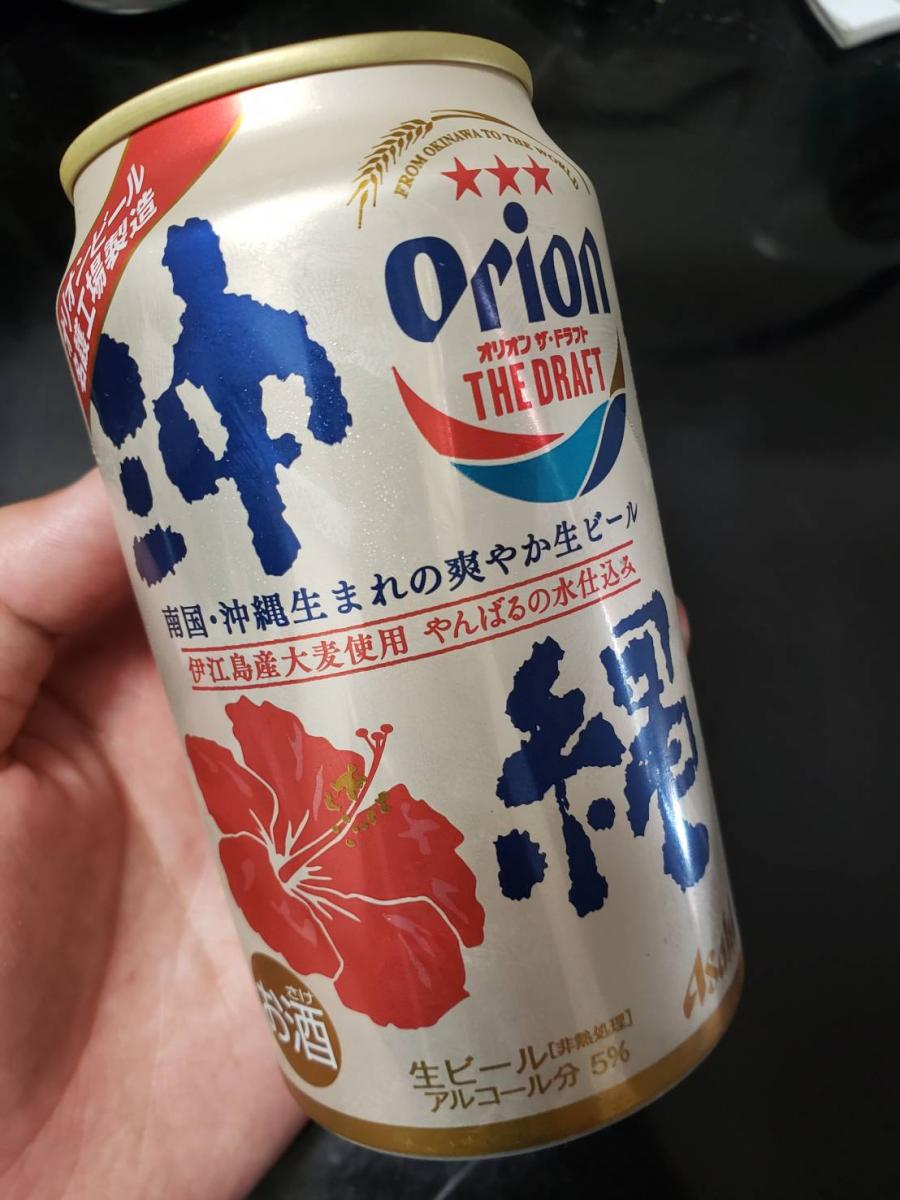 オリオンビール
工場製造
FROM OKINAWA TO THE WORLD
orion
オリオン ザ・ドラフト
THE DRAFT
沖縄
南国・沖縄生まれの爽やか生ビール
伊江島産大麦使用 やんばるの水仕込み
さけ
お酒
Asahi
生ビール[非熱処理]
アルコール分 5%